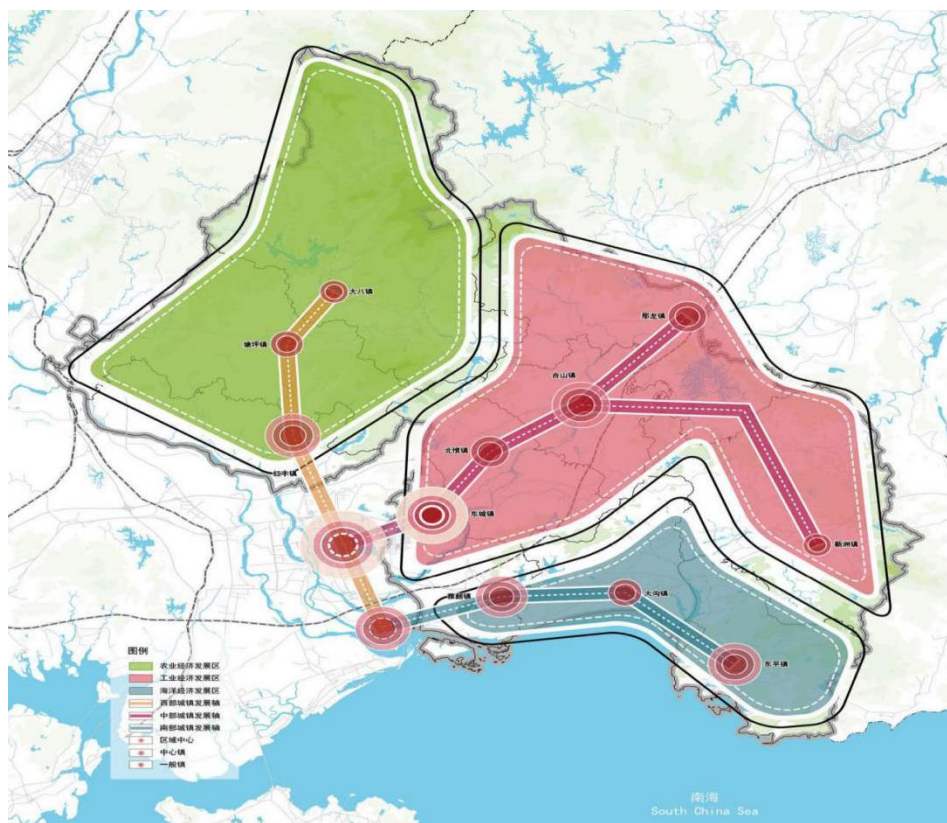 大八镇
塘坪镇
那龙镇
合山镇
北惯镇
红丰镇
东城镇
新洲镇
雅韶镇
大沟镇
东平镇
图例
农业经济发展区
工业经济发展区
海洋经济发展区
西部城镇发展轴
中部城镇发展轴
南部城镇发展轴
区域中心
中心镇
一般镇
南海
South China Sea